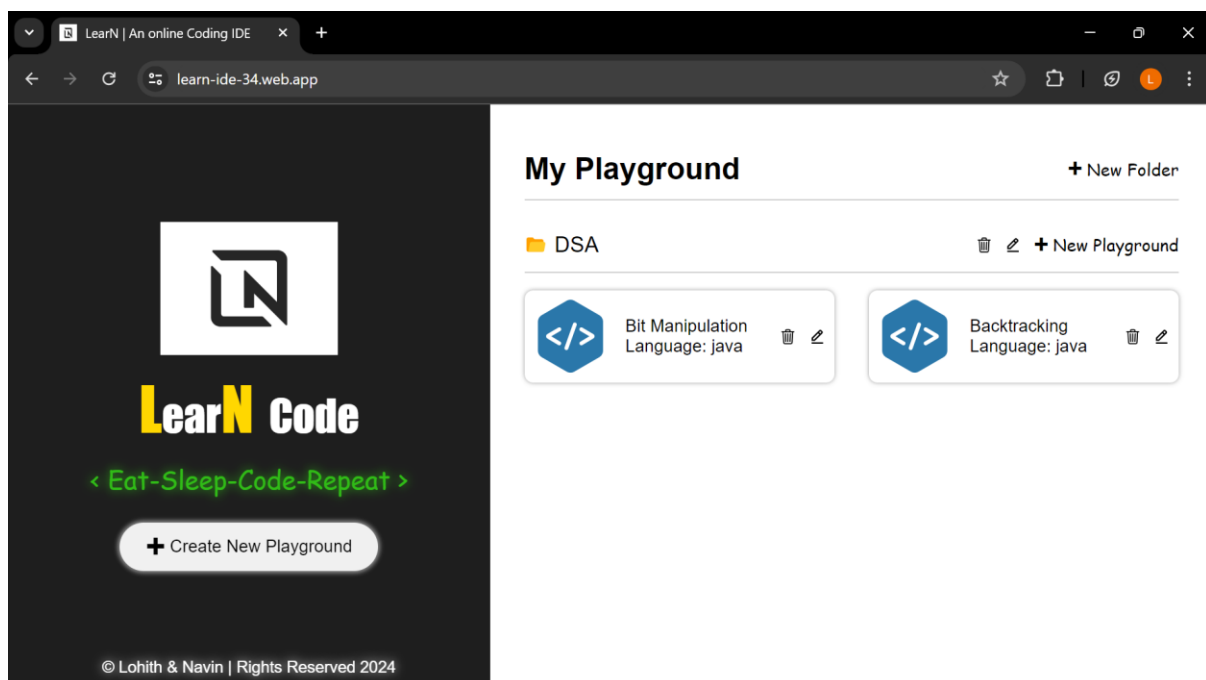 LearN | An online Coding IDE
learn-ide-34.web.app
L
LN
LearN Code
< Eat-Sleep-Code-Repeat >
+ Create New Playground
© Lohith & Navin | Rights Reserved 2024
My Playground
+ New Folder
DSA
+ New Playground
</>
Bit Manipulation
Language: java
</>
Backtracking
Language: java